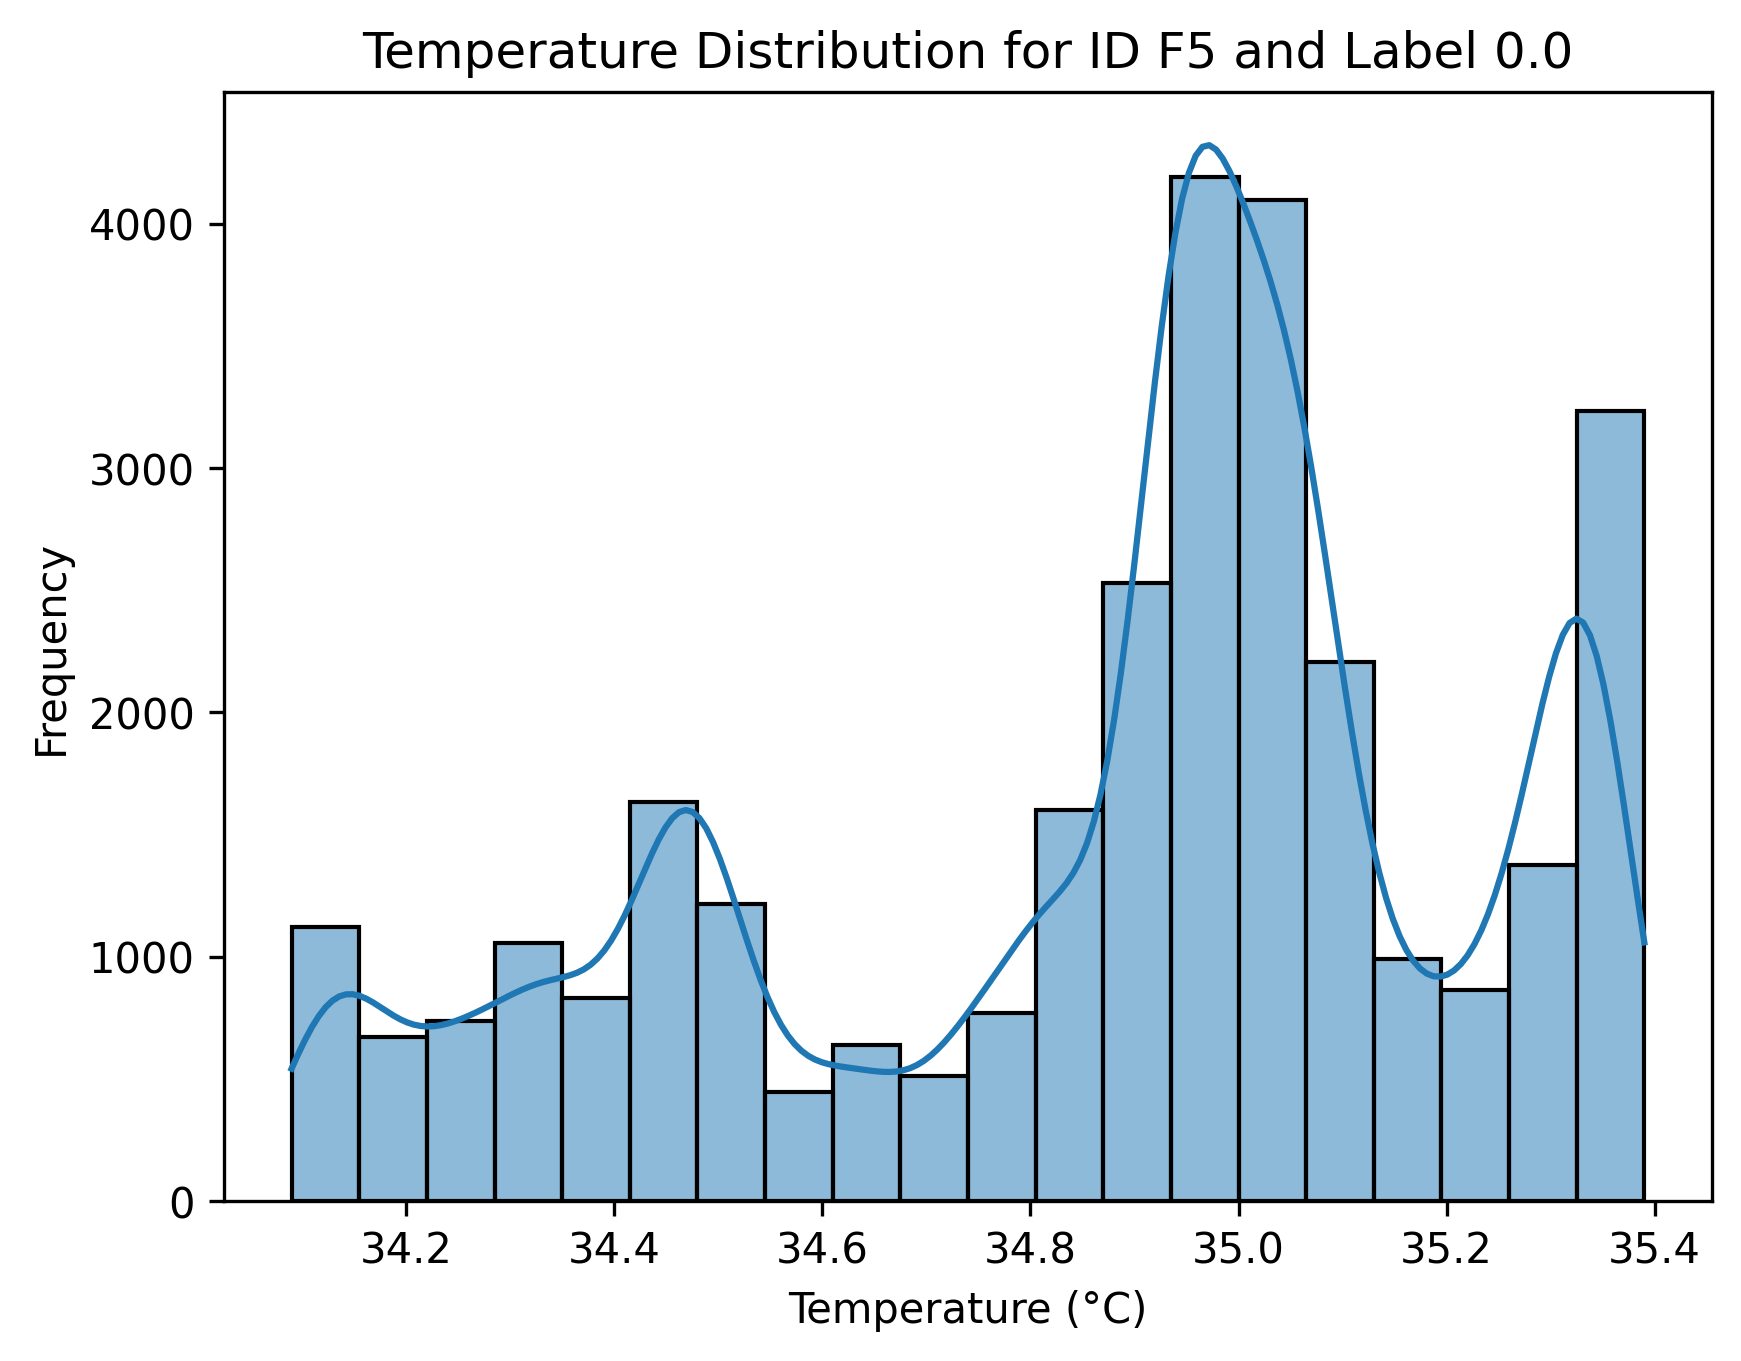 Temperature Distribution for ID F5 and Label 0.0
4000
3000
2000
1000
0
Frequency
34.2 34.4 34.6 34.8 35.0 35.2 35.4
Temperature (°C)